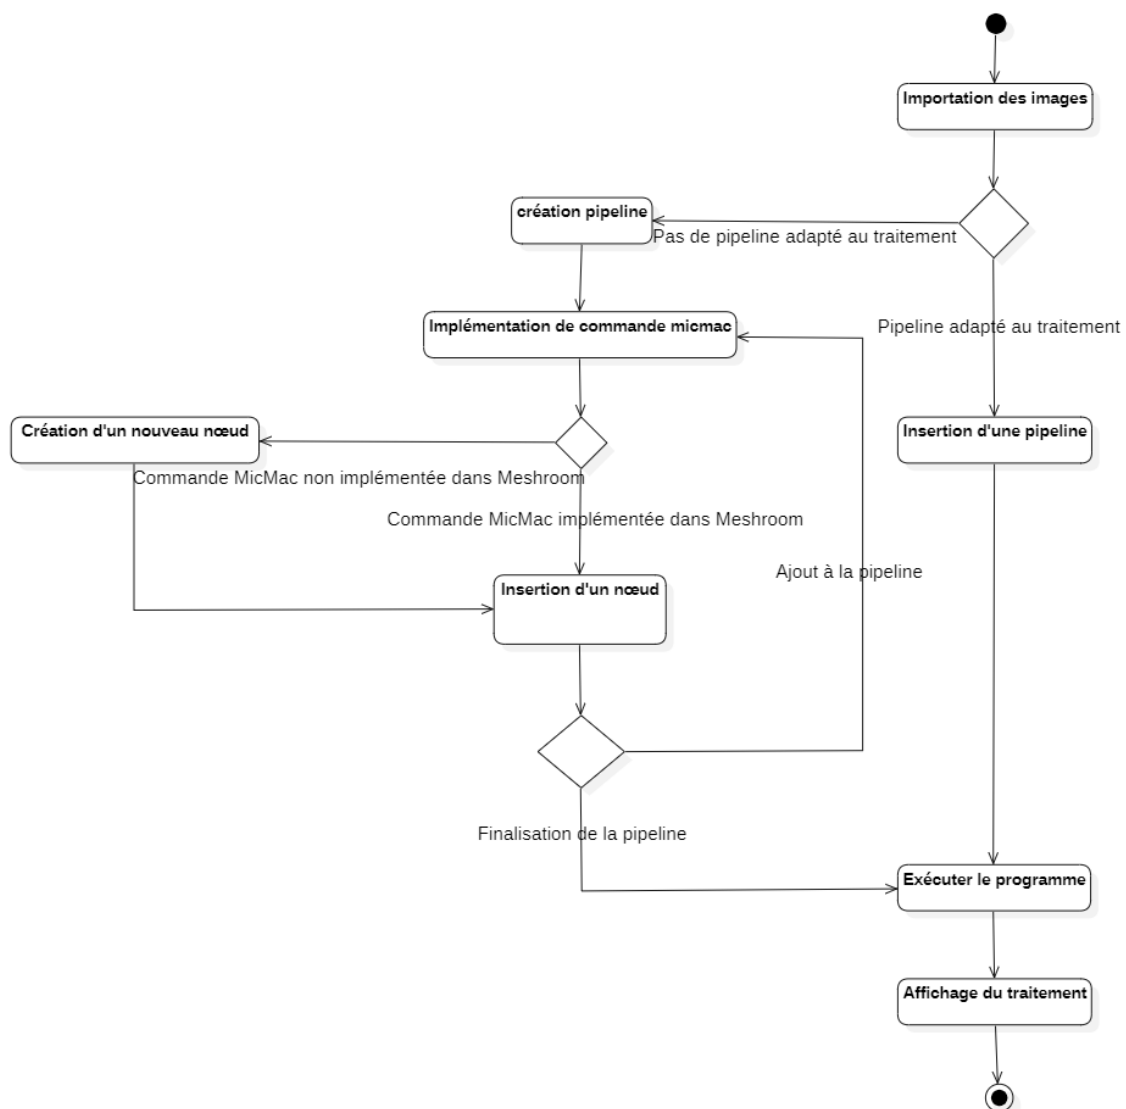 Importation des images
création pipeline
Pas de pipeline adapté au traitement
Implémentation de commande micmac
Pipeline adapté au traitement
Création d'un nouveau nœud
Insertion d'une pipeline
Commande MicMac non implémentée dans Meshroom
Commande MicMac implémentée dans Meshroom
Ajout à la pipeline
Insertion d'un nœud
Finalisation de la pipeline
Exécuter le programme
Affichage du traitement